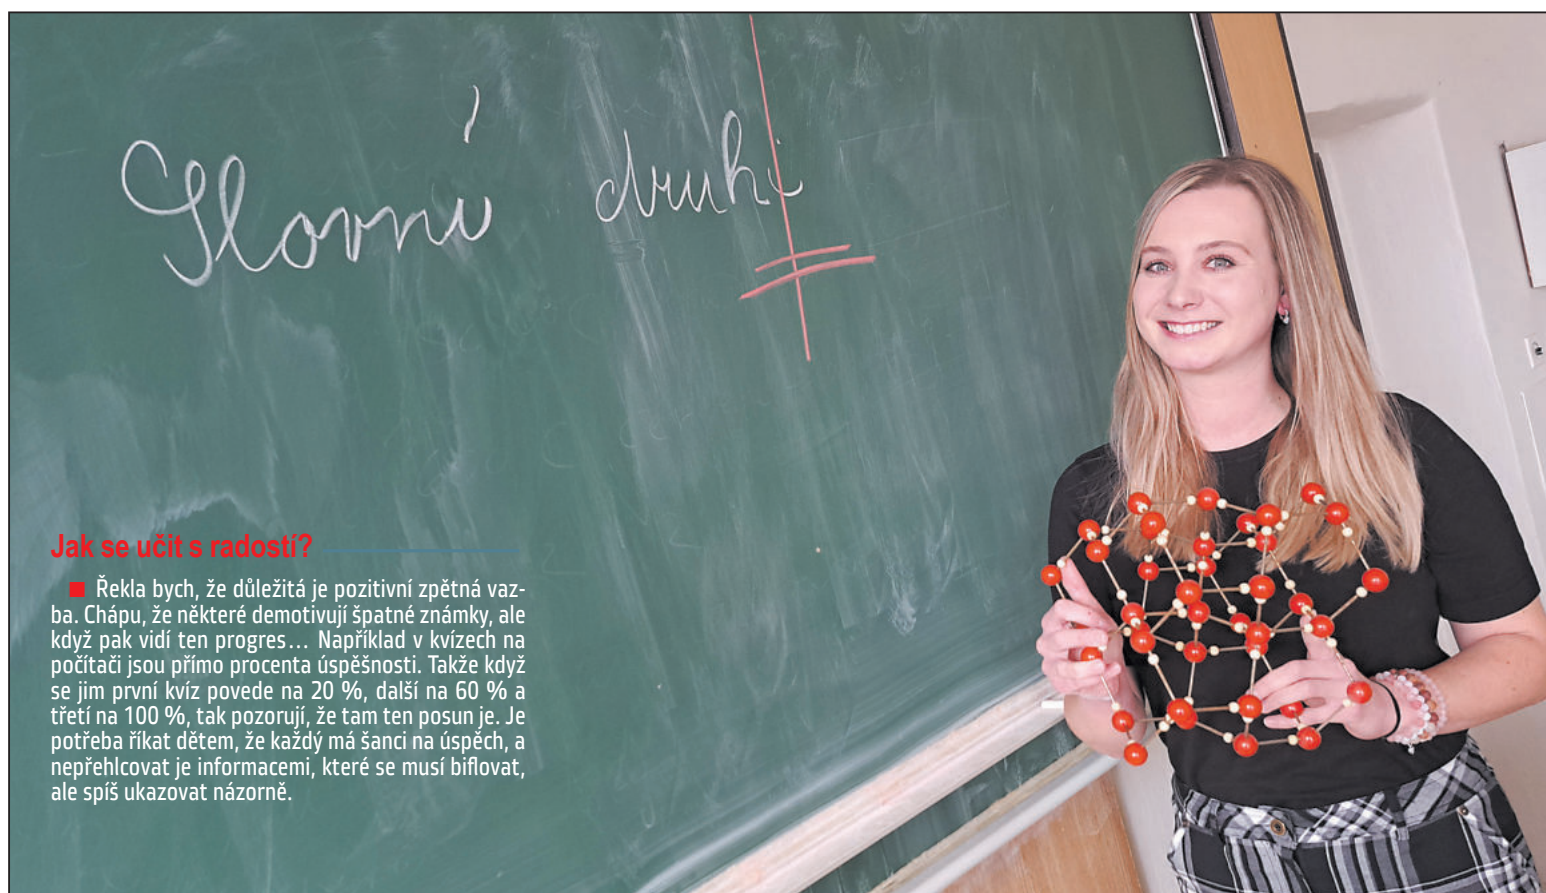 Slovní druhi
Jak se učit s radostí?
Řekla bych, že důležitá je pozitivní zpětná vaz-
ba. Chápu, že některé demotivují špatné známky, ale
když pak vidí ten progres... Například v kvízech na
počítači jsou přímo procenta úspěšnosti. Takže když
se jim první kvíz povede na 20 %, další na 60 % a
třetí na 100 %, tak pozorují, že tam ten posun je. Je
potřeba říkat dětem, že každý má šanci na úspěch, a
nepřehlcovat je informacemi, které se musí biflovat,
ale spíš ukazovat názorně.